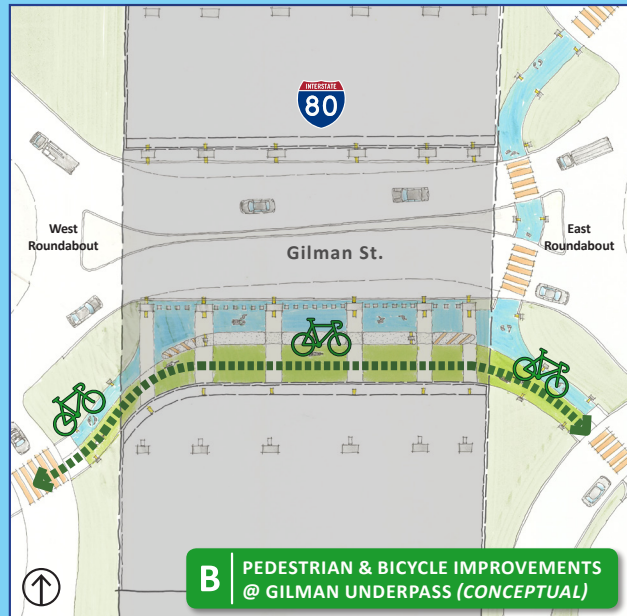 INTERSTATE
80
West
Roundabout
East
Roundabout
Gilman St.
B
PEDESTRIAN & BICYCLE IMPROVEMENTS
@ GILMAN UNDERPASS (CONCEPTUAL)